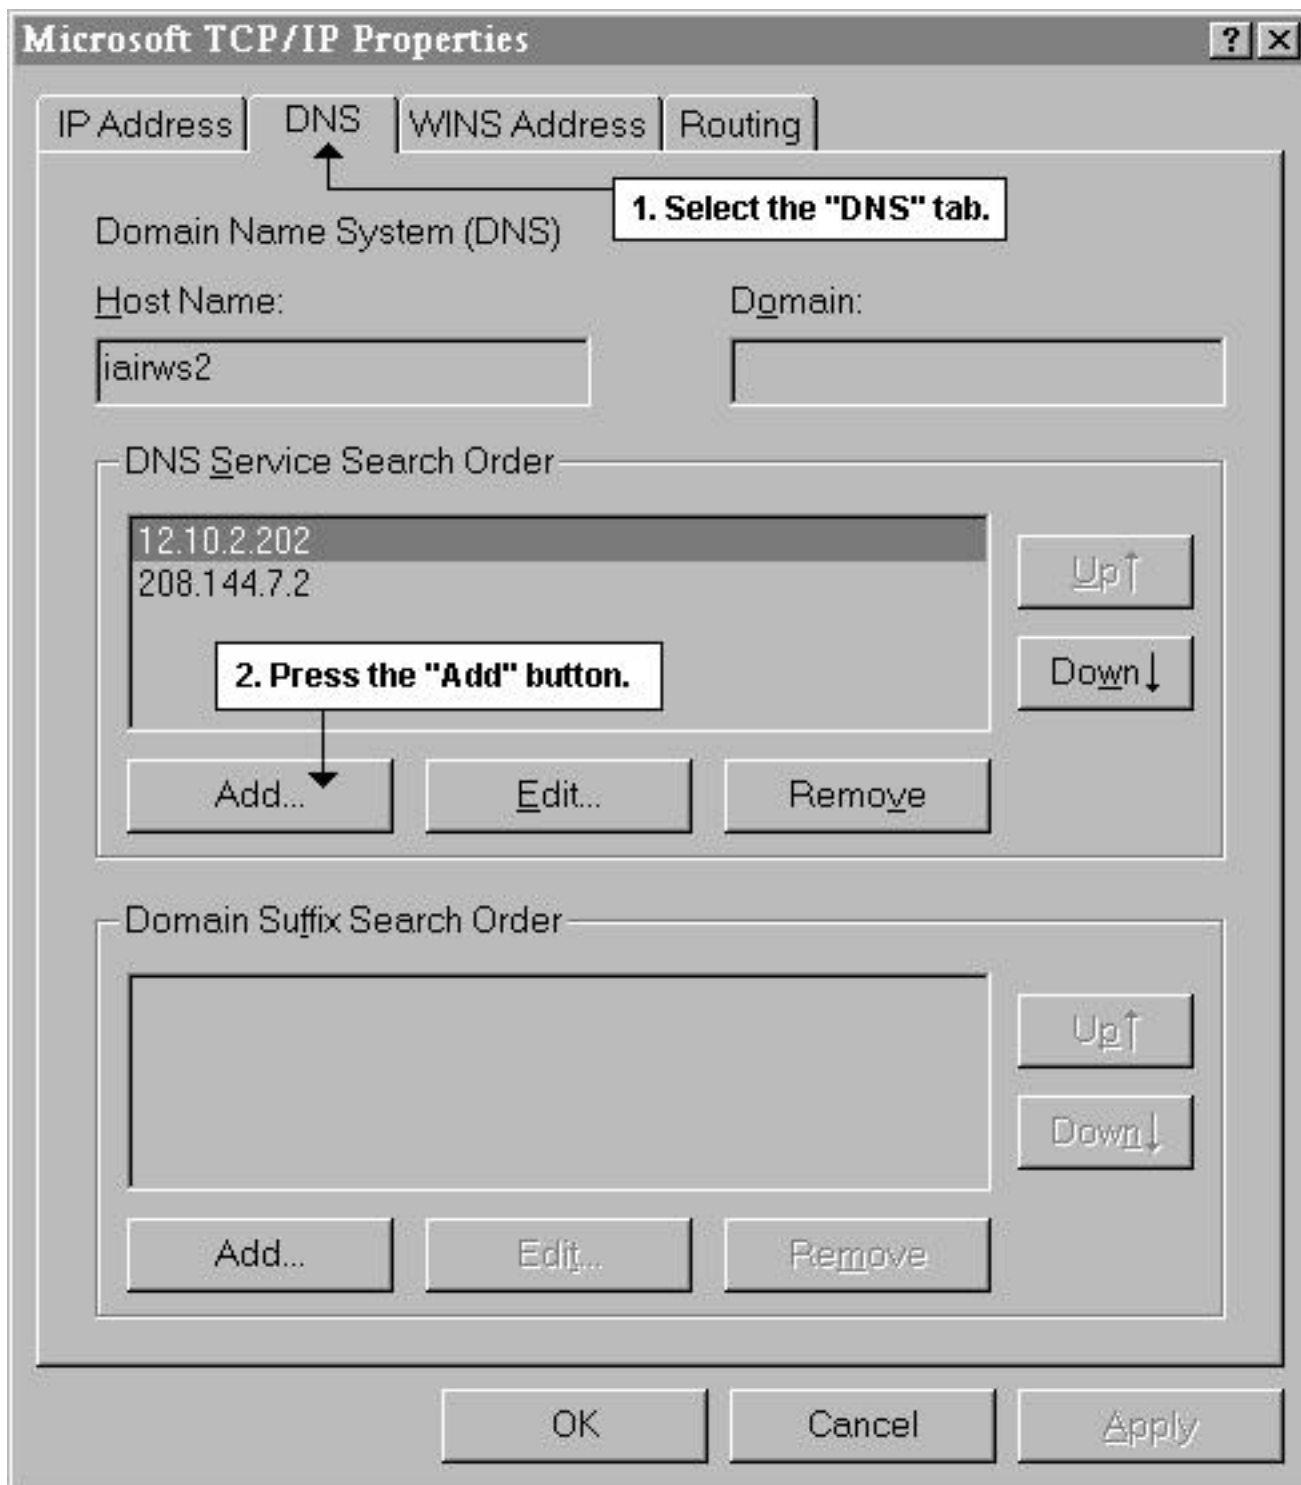 Microsoft TCP/IP Properties
? X
IP Address DNS WINS Address Routing
1. Select the "DNS" tab.
Domain Name System (DNS)
Host Name: Domain:
iairws2
DNS Service Search Order
12.10.2.202
208.144.7.2
Up↑
Down↓
2. Press the "Add" button.
Add... Edit... Remove
Domain Suffix Search Order
Up↑
Down↓
Add... Edit... Remove
OK Cancel Apply